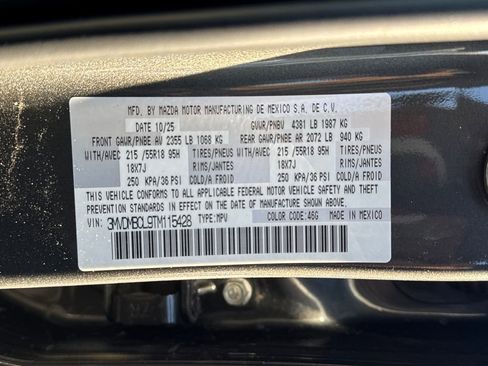 MFD. BY MAZDA MOTOR MANUFACTURING DE MEXICO S.A. DE C.V.
DATE 10/25 GVWR/PNBV 4381 LB 1987 KG
FRONT GAWR/PNBE AV 2355 LB 1068 KG REAR GAWR/PNBE AR 2072 LB 940 KG
WITH/AVEC 215 /55R18 95H TIRES/PNEUS WITH/AVEC 215 /55R18 95H TIRES/PNEUS
18X7J RIMS/JANTES 18X7J RIMS/JANTES
250 KPA/36 PSI COLD/A FROID 250 KPA/36 PSI COLD/A FROID
THIS VEHICLE CONFORMS TO ALL APPLICABLE FEDERAL MOTOR VEHICLE SAFETY, BUMPER, AND THEFT
PREVENTION STANDARDS IN EFFECT ON THE DATE OF MANUFACTURE SHOWN ABOVE.
VIN: 3MVDMBCL9TM115428 TYPE:MPV COLOR CODE:46G